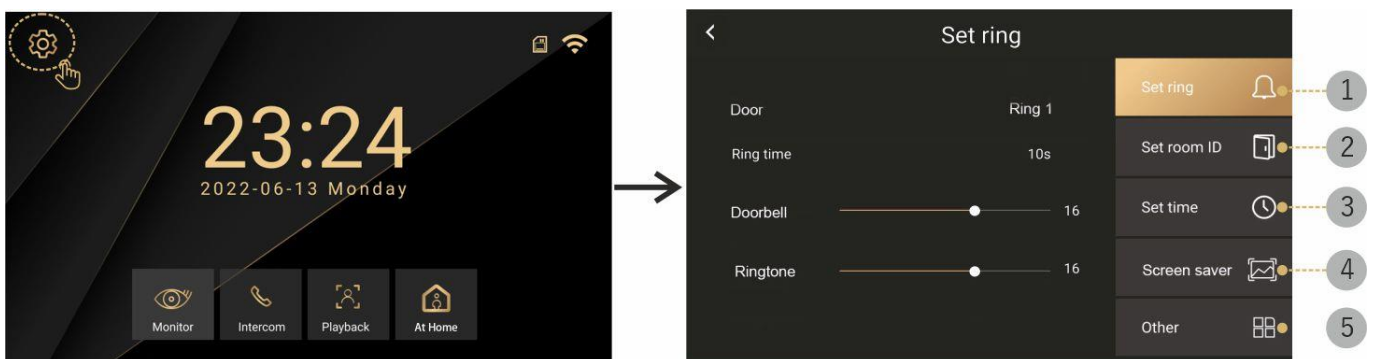 23:24
2022-06-13 Monday
Monitor
Intercom
Playback
At Home
Set ring
Door Ring 1
Ring time 10s
Doorbell 16
Ringtone 16
Set ring 1
Set room ID 2
Set time 3
Screen saver 4
Other 5